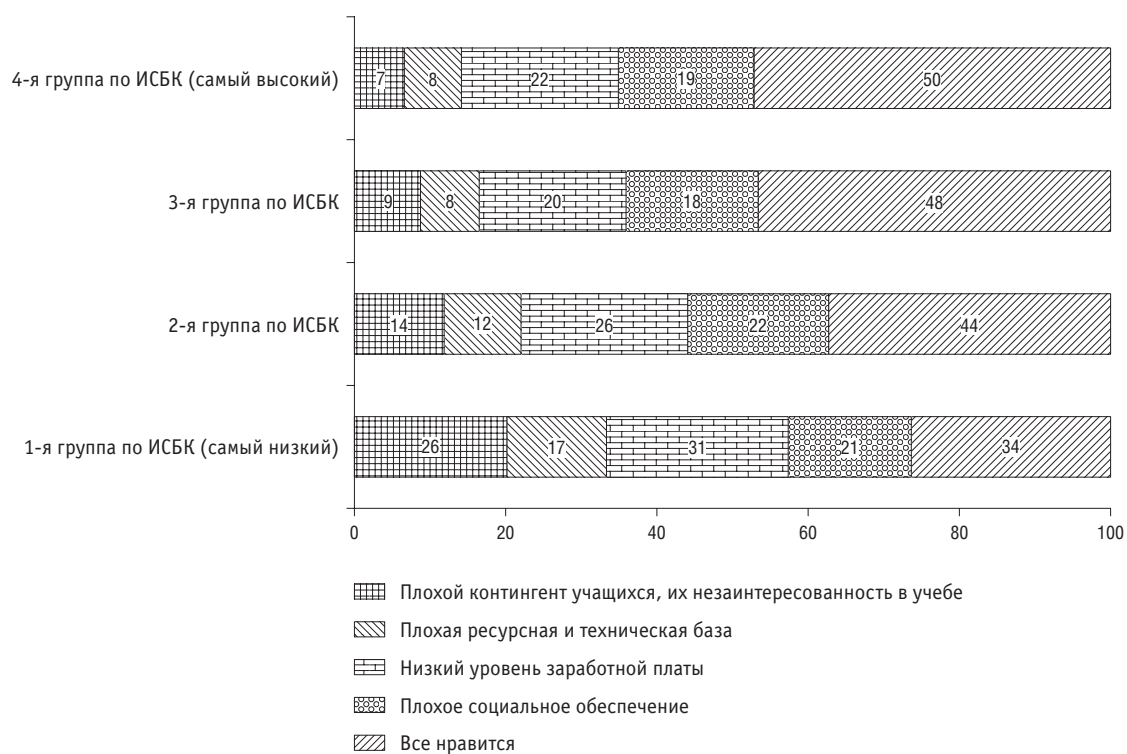 4-я группа по ИСБК (самый высокий)
7 8 22 19 50
3-я группа по ИСБК
9 8 20 18 48
2-я группа по ИСБК
14 12 26 22 44
1-я группа по ИСБК (самый низкий)
26 17 31 21 34
0 20 40 60 80 100
Плохой контингент учащихся, их незаинтересованность в учебе
Плохая ресурсная и техническая база
Низкий уровень заработной платы
Плохое социальное обеспечение
Все нравится